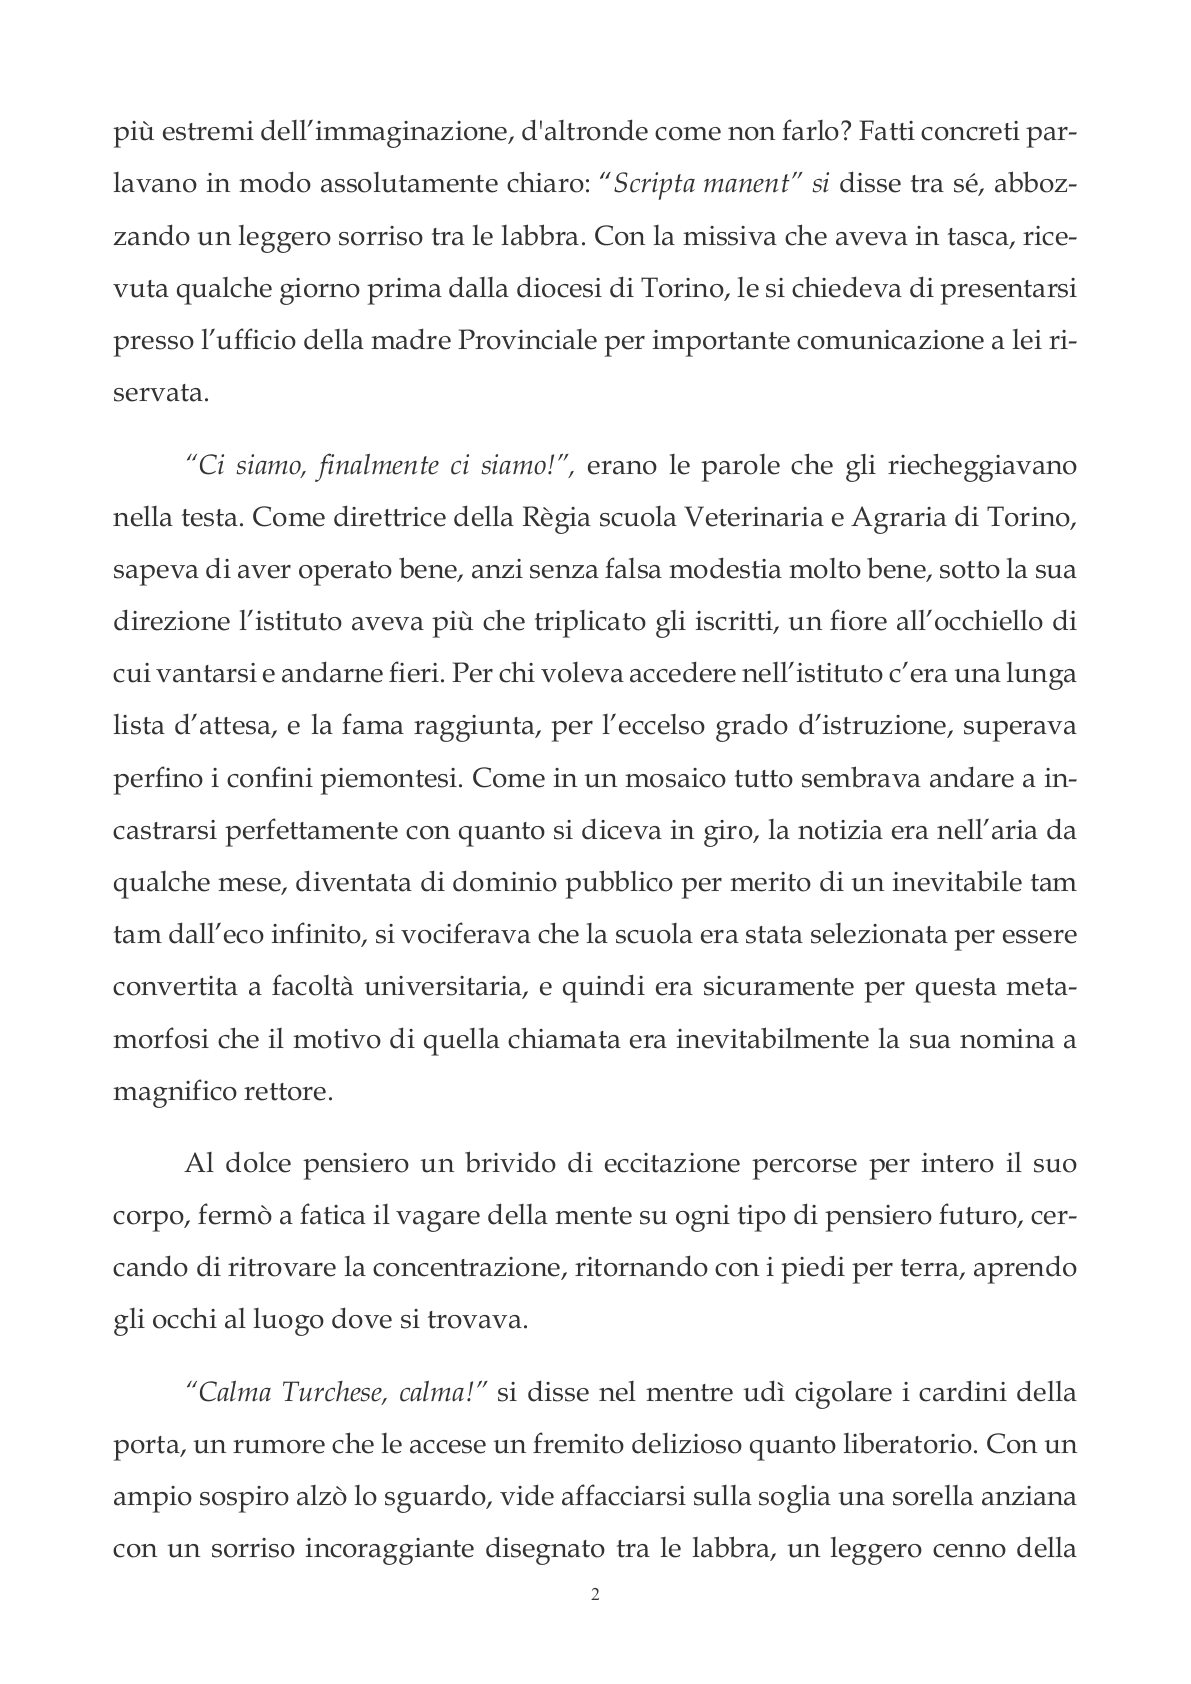 più estremi dell’immaginazione, d'altronde come non farlo? Fatti concreti par-
lavano in modo assolutamente chiaro: “Scripta manent” si disse tra sé, abboz-
zando un leggero sorriso tra le labbra. Con la missiva che aveva in tasca, rice-
vuta qualche giorno prima dalla diocesi di Torino, le si chiedeva di presentarsi
presso l’ufficio della madre Provinciale per importante comunicazione a lei ri-
servata.
“Ci siamo, finalmente ci siamo!”, erano le parole che gli riecheggiavano
nella testa. Come direttrice della Règia scuola Veterinaria e Agraria di Torino,
sapeva di aver operato bene, anzi senza falsa modestia molto bene, sotto la sua
direzione l’istituto aveva più che triplicato gli iscritti, un fiore all’occhiello di
cui vantarsi e andarne fieri. Per chi voleva accedere nell’istituto c’era una lunga
lista d’attesa, e la fama raggiunta, per l’eccelso grado d’istruzione, superava
perfino i confini piemontesi. Come in un mosaico tutto sembrava andare a in-
castrarsi perfettamente con quanto si diceva in giro, la notizia era nell’aria da
qualche mese, diventata di dominio pubblico per merito di un inevitabile tam
tam dall’eco infinito, si vociferava che la scuola era stata selezionata per essere
convertita a facoltà universitaria, e quindi era sicuramente per questa meta-
morfosi che il motivo di quella chiamata era inevitabilmente la sua nomina a
magnifico rettore.
Al dolce pensiero un brivido di eccitazione percorse per intero il suo
corpo, fermò a fatica il vagare della mente su ogni tipo di pensiero futuro, cer-
cando di ritrovare la concentrazione, ritornando con i piedi per terra, aprendo
gli occhi al luogo dove si trovava.
“Calma Turchese, calma!” si disse nel mentre udì cigolare i cardini della
porta, un rumore che le accese un fremito delizioso quanto liberatorio. Con un
ampio sospiro alzò lo sguardo, vide affacciarsi sulla soglia una sorella anziana
con un sorriso incoraggiante disegnato tra le labbra, un leggero cenno della
2